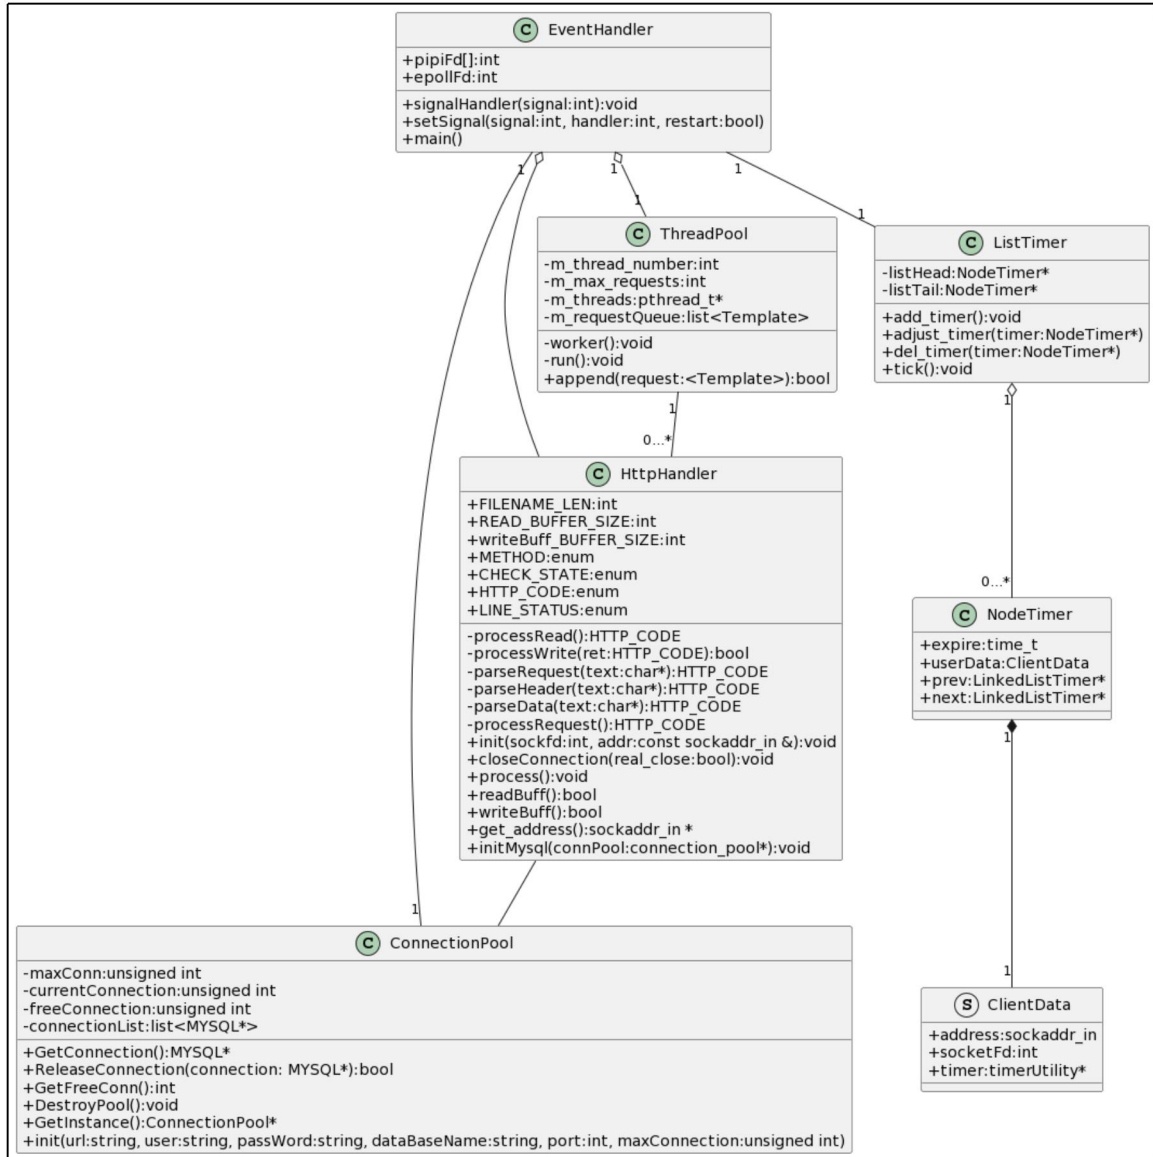 C EventHandler
+pipiFd[]:int
+epollFd:int
+signalHandler(signal:int):void
+setSignal(signal:int, handler:int, restart:bool)
+main()
1
1
1
1
1
C ThreadPool
-m_thread_number:int
-m_max_requests:int
-m_threads:pthread_t*
-m_requestQueue:list<Template>
-worker():void
-run():void
+append(request:<Template>):bool
C ListTimer
-listHead:NodeTimer*
-listTail:NodeTimer*
+add_timer():void
+adjust_timer(timer:NodeTimer*)
+del_timer(timer:NodeTimer*)
+tick():void
1
0...*
1
0...*
C HttpHandler
+FILENAME_LEN:int
+READ_BUFFER_SIZE:int
+writeBuff_BUFFER_SIZE:int
+METHOD:enum
+CHECK_STATE:enum
+HTTP_CODE:enum
+LINE_STATUS:enum
-processRead():HTTP_CODE
-processWrite(ret:HTTP_CODE):bool
-parseRequest(text:char*):HTTP_CODE
-parseHeader(text:char*):HTTP_CODE
-parseData(text:char*):HTTP_CODE
-processRequest():HTTP_CODE
+init(sockfd:int, addr:const sockaddr_in &):void
+closeConnection(real_close:bool):void
+process():void
+readBuff():bool
+writeBuff():bool
+get_address():sockaddr_in *
+initMysql(connPool:connection_pool*):void
C NodeTimer
+expire:time_t
+userData:ClientData
+prev:LinkedListTimer*
+next:LinkedListTimer*
1
1
1
C ConnectionPool
-maxConn:unsigned int
-currentConnection:unsigned int
-freeConnection:unsigned int
-connectionList:list<MYSQL*>
+GetConnection():MYSQL*
+ReleaseConnection(connection: MYSQL*):bool
+GetFreeConn():int
+DestroyPool():void
+GetInstance():ConnectionPool*
+init(url:string, user:string, passWord:string, dataBaseName:string, port:int, maxConnection:unsigned int)
S ClientData
+address:sockaddr_in
+socketFd:int
+timer:timerUtility*